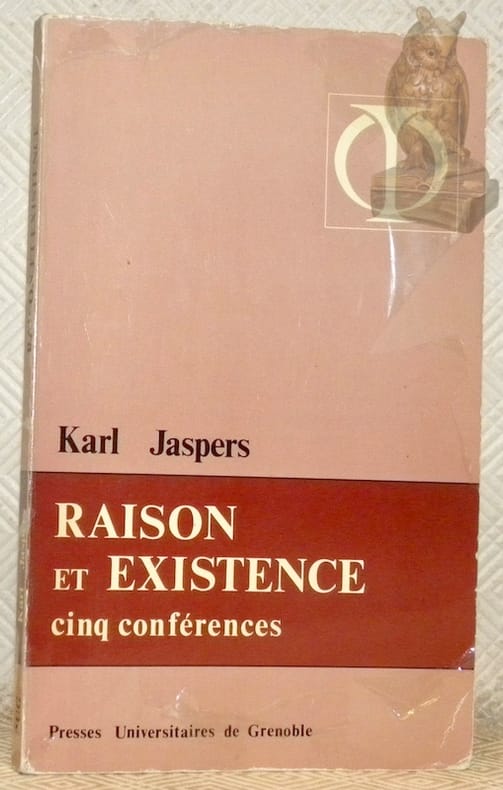 Karl Jaspers
RAISON
ET EXISTENCE
cinq conférences
Presses Universitaires de Grenoble